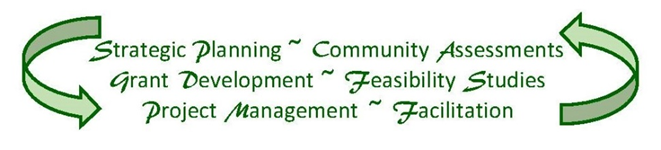 Strategic Planning ~ Community Assessments
Grant Development ~ Feasibility Studies
Project Management ~ Facilitation